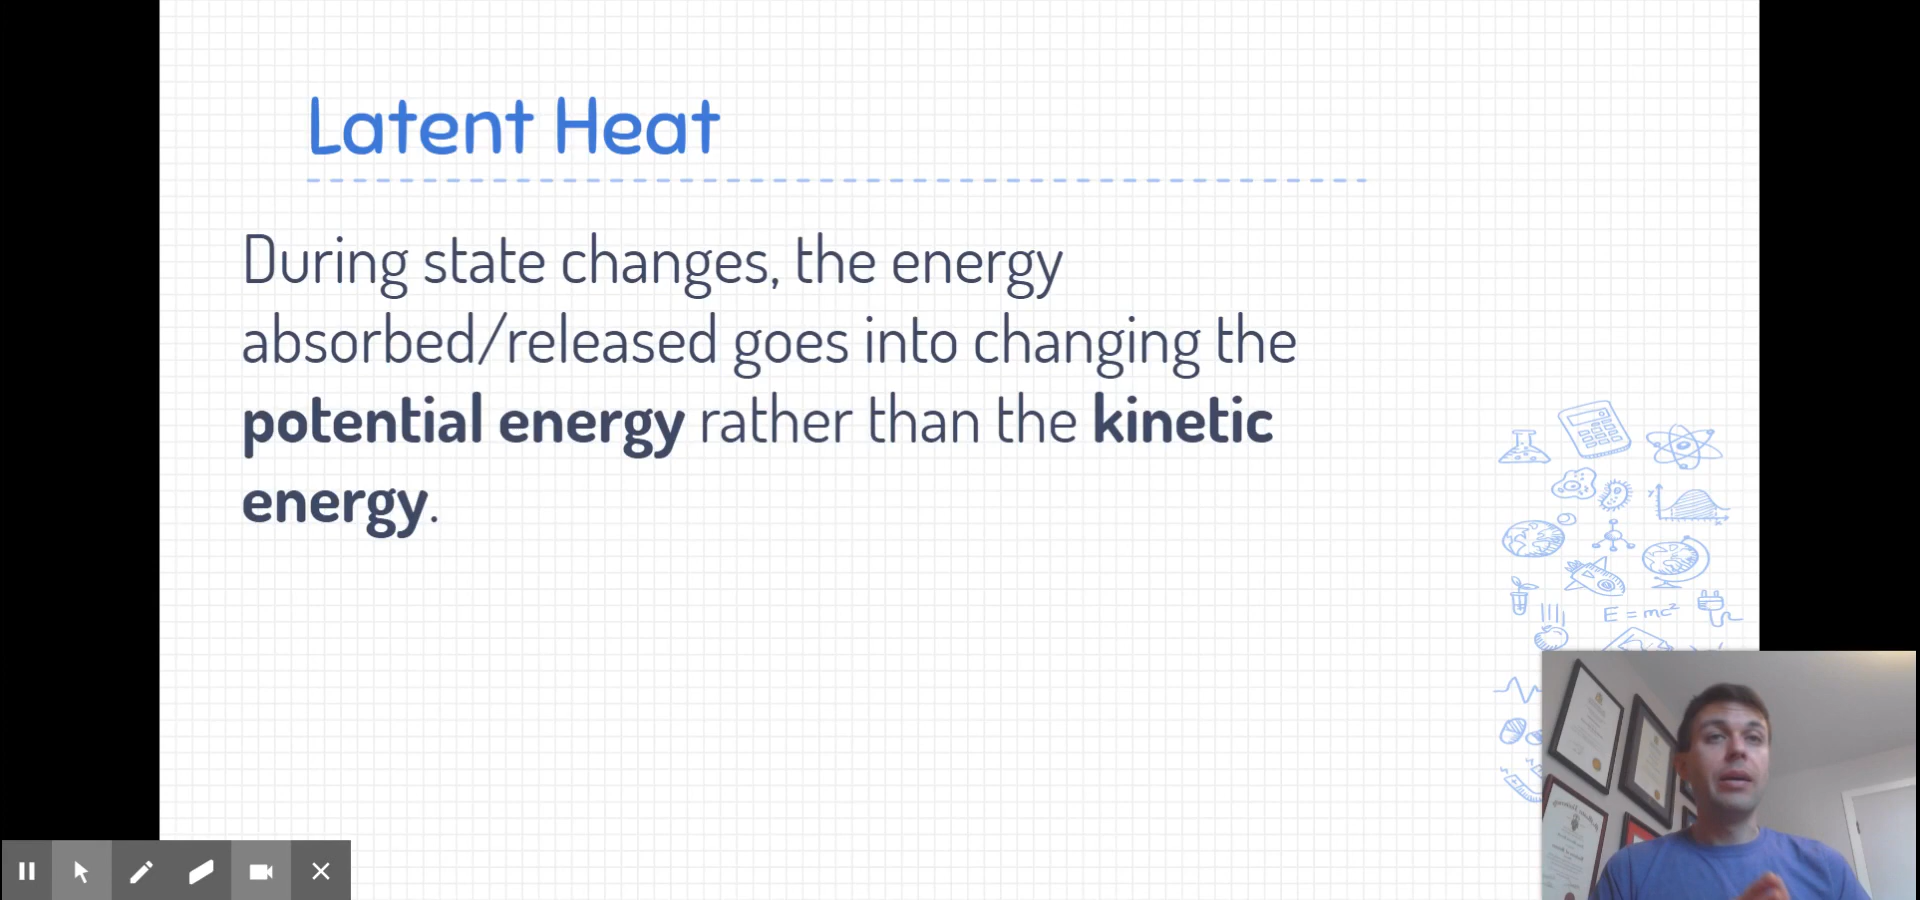 Latent Heat
During state changes, the energy
absorbed/released goes into changing the
potential energy rather than the kinetic
energy.
E = mc²